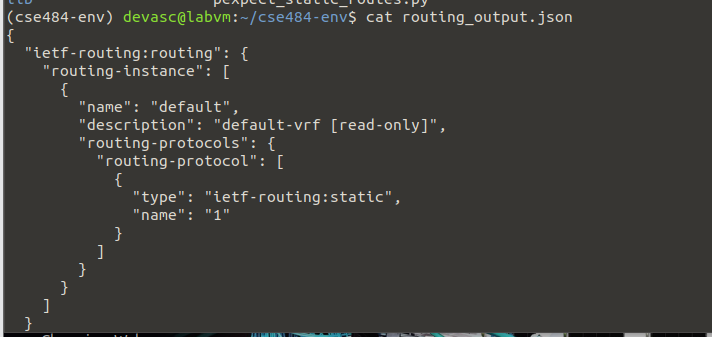 pexpect_static_routes.py
(cse484-env) devasc@labvm:~/cse484-env$ cat routing_output.json
{
  "ietf-routing:routing": {
    "routing-instance": [
      {
        "name": "default",
        "description": "default-vrf [read-only]",
        "routing-protocols": {
          "routing-protocol": [
            {
              "type": "ietf-routing:static",
              "name": "1"
            }
          ]
        }
      }
    ]
  }